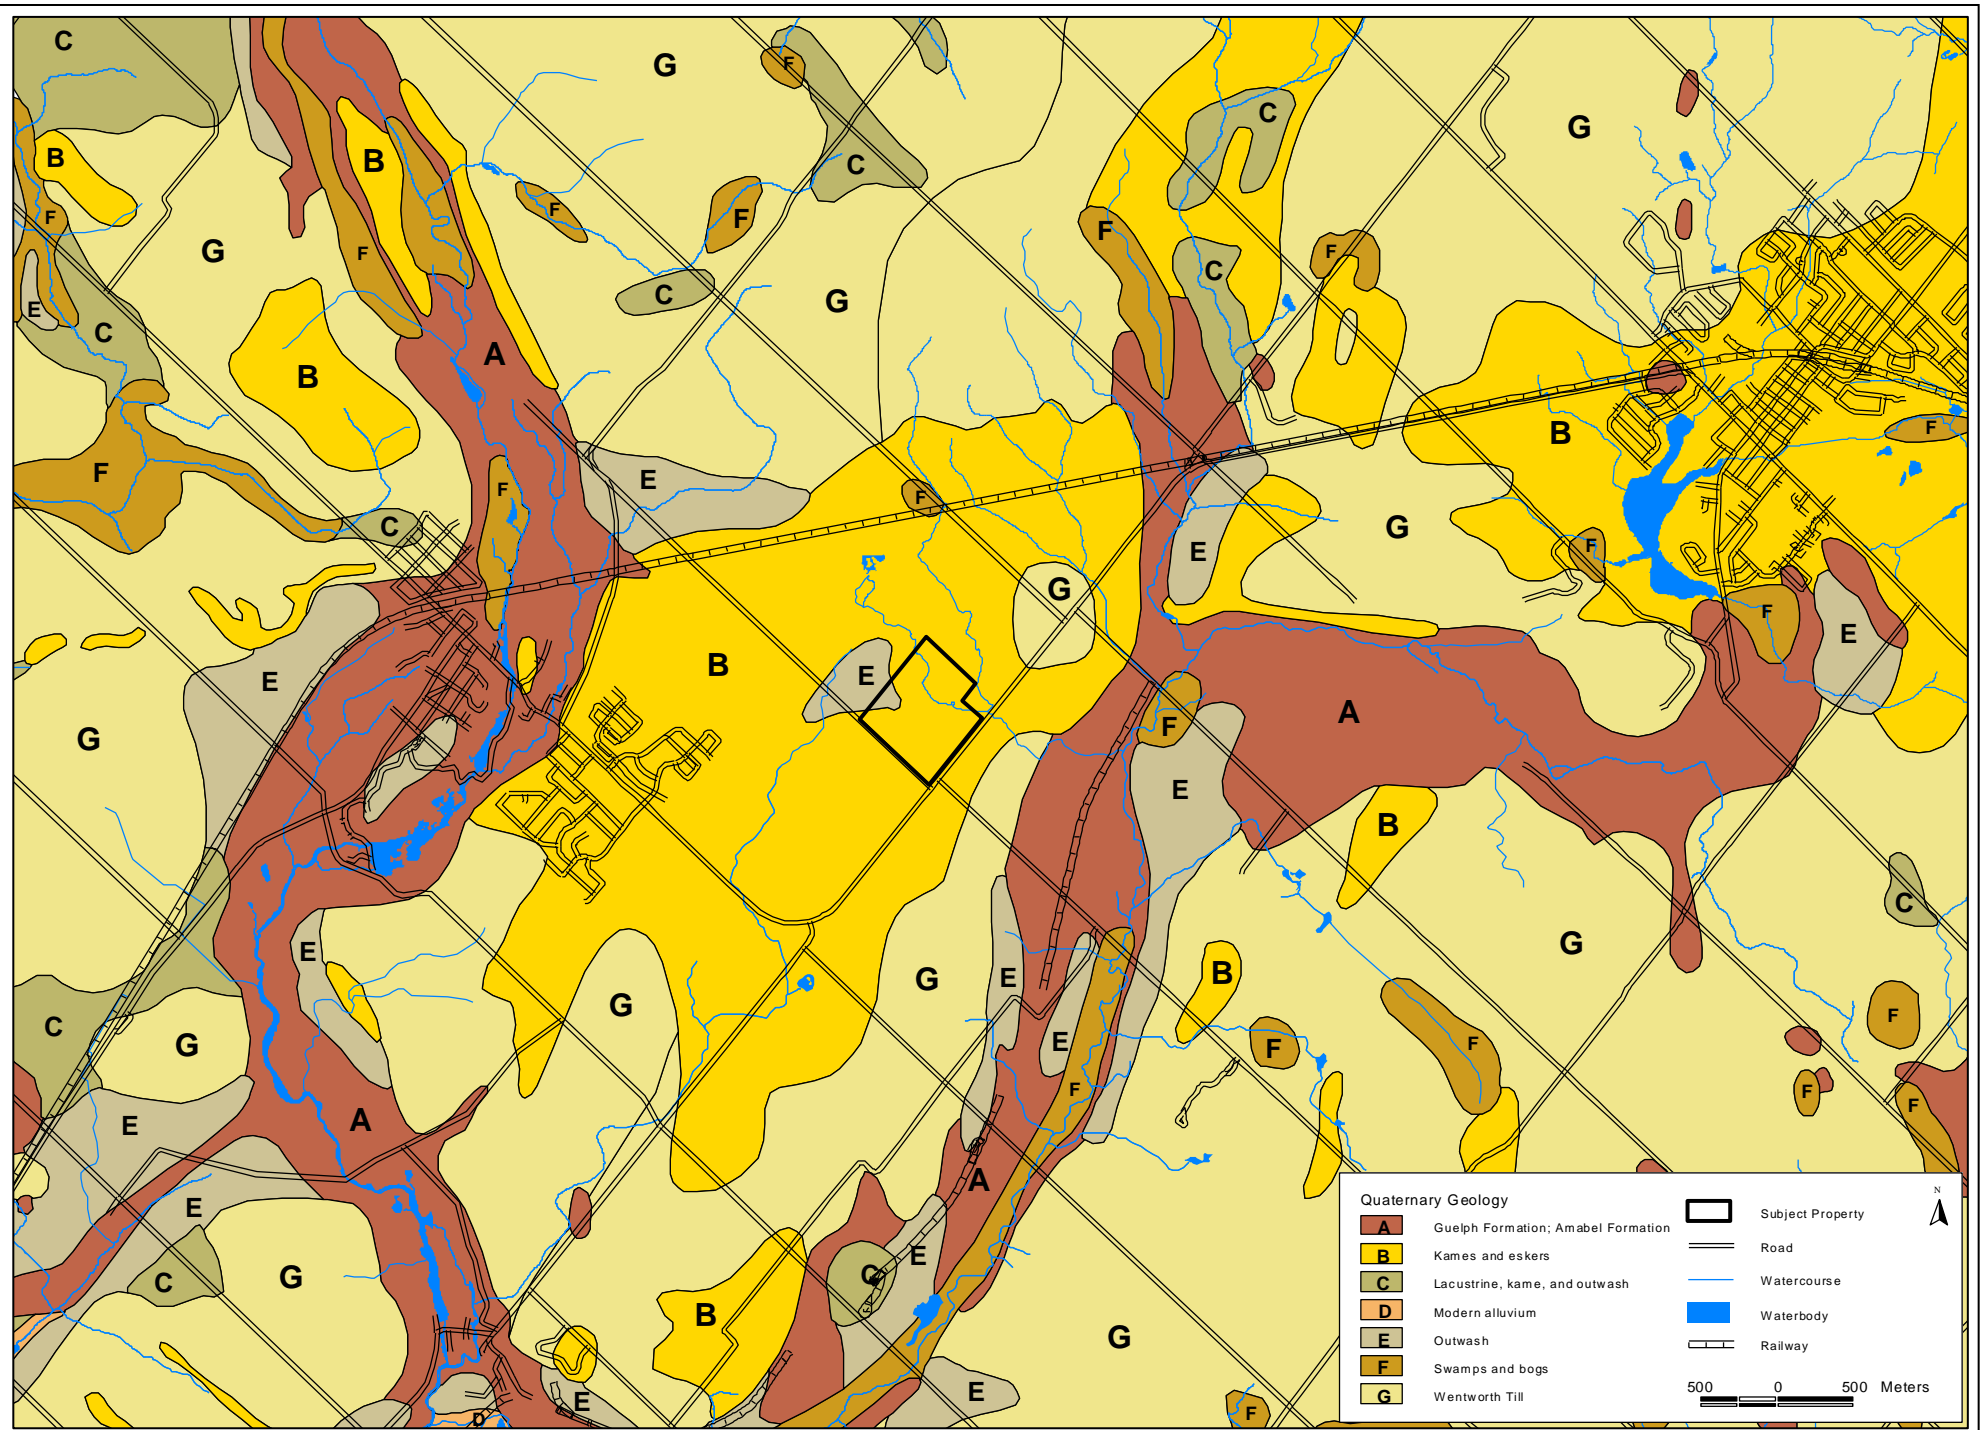 C
G
F
C
G
C
B
B
C
F
F
F
F
G
F
F
C
E
C
G
C
A
B
B
F
F
E
F
F
C
G
E
F
G
B
F
E
E
B
A
G
F
E
A
B
C
E
G
G
E
B
G
F
C
G
E
F
F
F
F
E
A
A
E
G
C
E
C
G
B
G
E
E
D
F
Quaternary Geology
A Guelph Formation; Amabel Formation
B Kames and eskers
C Lacustrine, kame, and outwash
D Modern alluvium
E Outwash
F Swamps and bogs
G Wentworth Till
Subject Property
Road
Watercourse
Waterbody
Railway
N
500 0 500 Meters